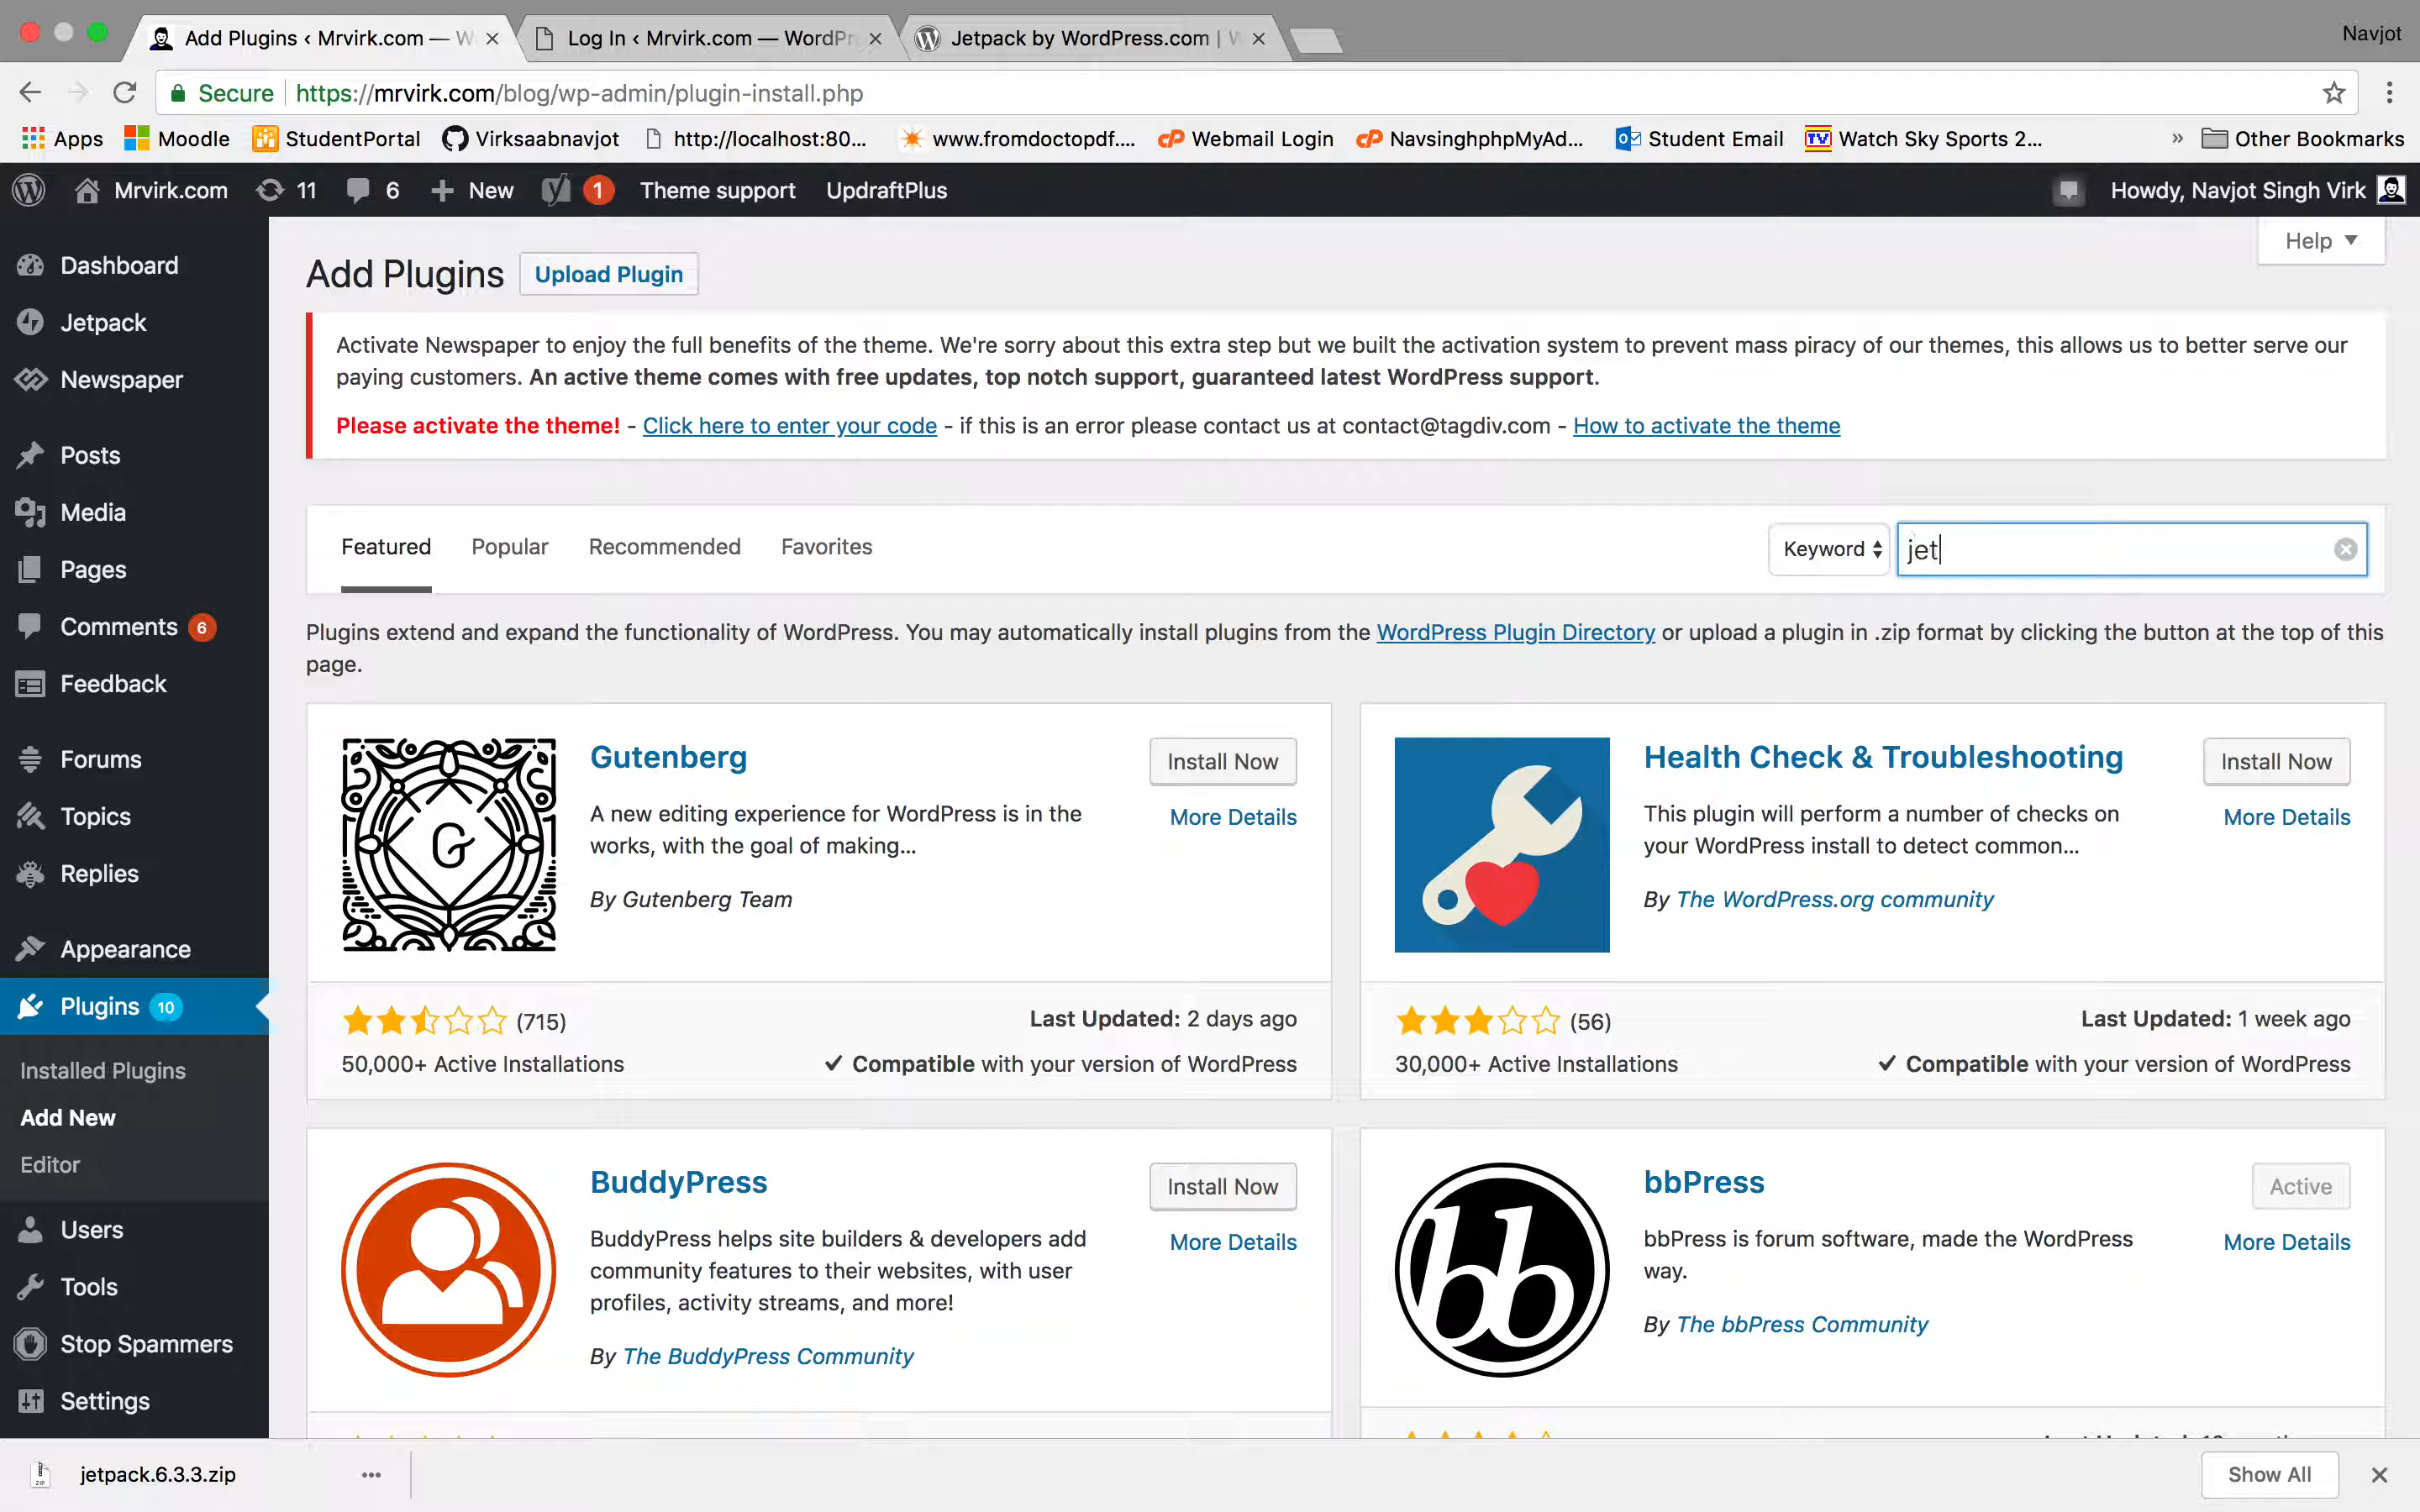 Navjot
Add Plugins ‹ Mrvirk.com — W
Log In ‹ Mrvirk.com — WordPr
Jetpack by WordPress.com | W
Secure https://mrvirk.com/blog/wp-admin/plugin-install.php
Apps Moodle StudentPortal Virksaabnavjot http://localhost:80... www.fromdoctopdf.... Webmail Login NavsinghphpMyAd... Student Email Watch Sky Sports 2... » Other Bookmarks
Mrvirk.com 11 6 New 1 Theme support UpdraftPlus Howdy, Navjot Singh Virk
Dashboard
Jetpack
Newspaper
Posts
Media
Pages
Comments 6
Feedback
Forums
Topics
Replies
Appearance
Plugins 10
Installed Plugins
Add New
Editor
Users
Tools
Stop Spammers
Settings
Help
Add Plugins Upload Plugin
Activate Newspaper to enjoy the full benefits of the theme. We're sorry about this extra step but we built the activation system to prevent mass piracy of our themes, this allows us to better serve our
paying customers. An active theme comes with free updates, top notch support, guaranteed latest WordPress support.
Please activate the theme! - Click here to enter your code - if this is an error please contact us at contact@tagdiv.com - How to activate the theme
Featured Popular Recommended Favorites Keyword jet
Plugins extend and expand the functionality of WordPress. You may automatically install plugins from the WordPress Plugin Directory or upload a plugin in .zip format by clicking the button at the top of this
page.
G
Gutenberg
Install Now
A new editing experience for WordPress is in the
works, with the goal of making...
More Details
By Gutenberg Team
(715)
Last Updated: 2 days ago
50,000+ Active Installations
Compatible with your version of WordPress
Health Check & Troubleshooting
Install Now
This plugin will perform a number of checks on
your WordPress install to detect common...
More Details
By The WordPress.org community
(56)
Last Updated: 1 week ago
30,000+ Active Installations
Compatible with your version of WordPress
BuddyPress
Install Now
BuddyPress helps site builders & developers add
community features to their websites, with user
profiles, activity streams, and more!
More Details
By The BuddyPress Community
bb
bbPress
Active
bbPress is forum software, made the WordPress
way.
More Details
By The bbPress Community
jetpack.6.3.3.zip
Show All